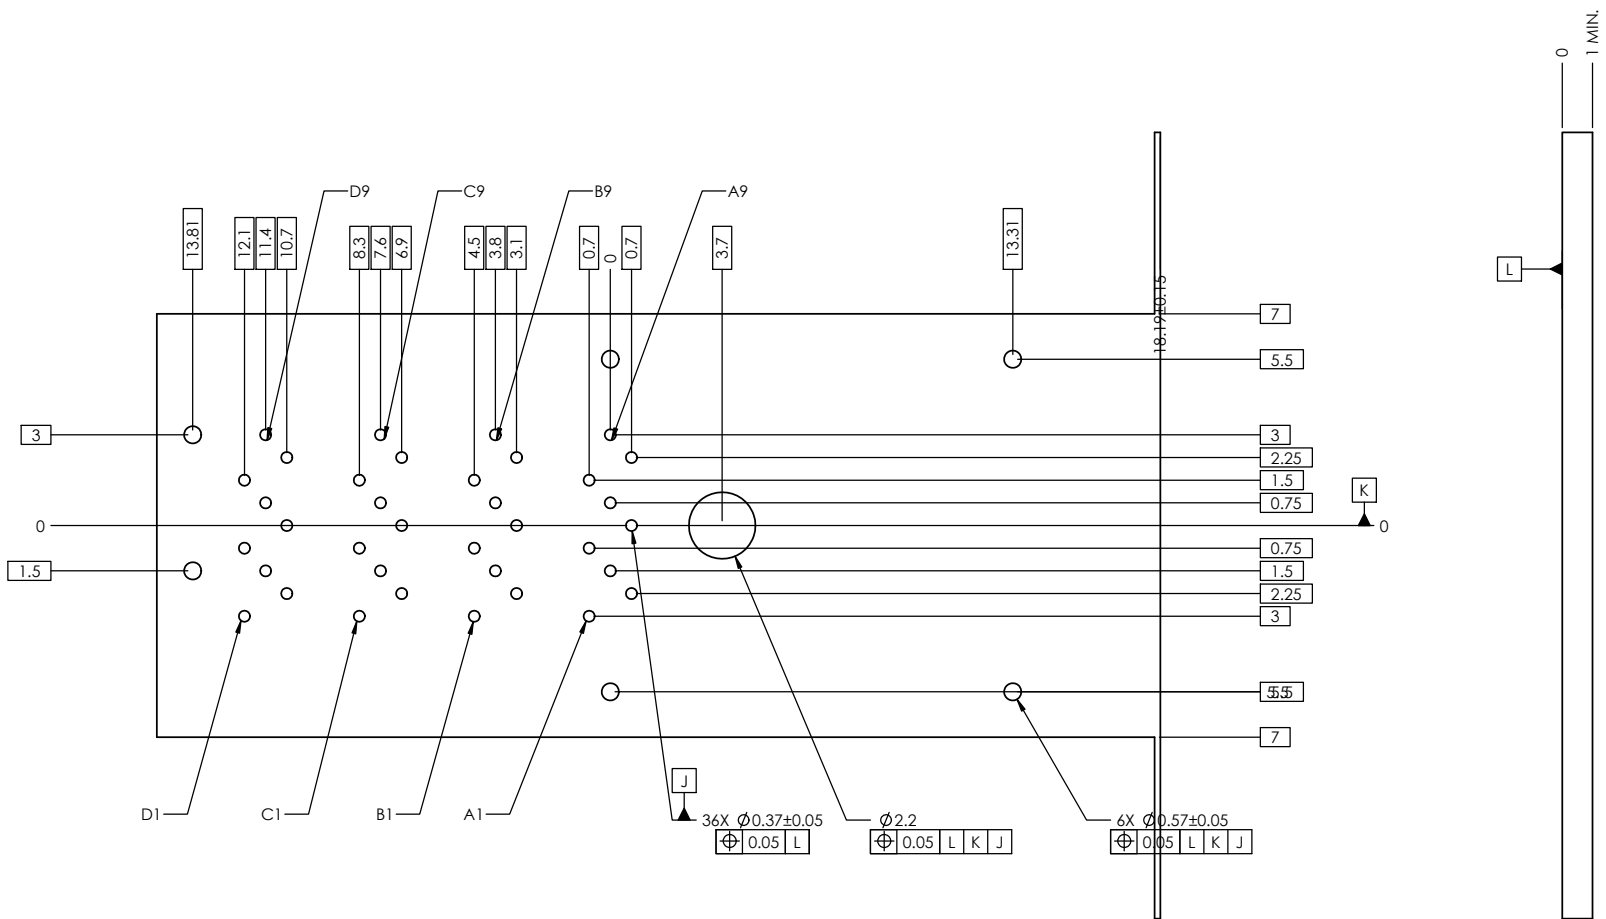 0
1 MIN.
D9
C9
B9
A9
13.81
12.1
11.4
10.7
8.3
7.6
6.9
4.5
3.8
3.1
0.7
0
0.7
3.7
13.31
18.19±0.15
L
7
5.5
3
3
2.25
1.5
0.75
K
0
0
0.75
1.5
1.5
2.25
3
5.5
5.5
7
J
D1
C1
B1
A1
36X Ø0.37±0.05
⌖ 0.05 L
Ø2.2
⌖ 0.05 L K J
6X Ø0.57±0.05
⌖ 0.05 L K J